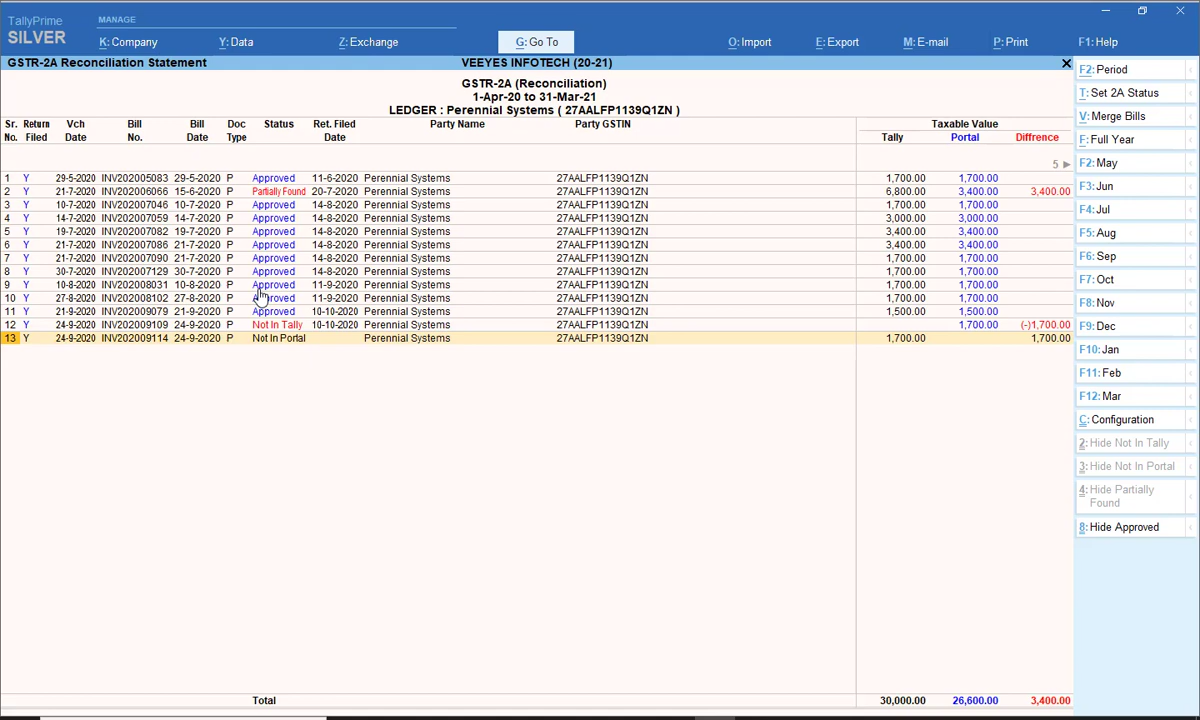 TallyPrime
SILVER
MANAGE
K: Company
Y: Data
Z: Exchange
G: Go To
O: Import
E: Export
M: E-mail
P: Print
F1: Help
GSTR-2A Reconciliation Statement
VEEYES INFOTECH (20-21)
GSTR-2A (Reconciliation)
1-Apr-20 to 31-Mar-21
LEDGER : Perennial Systems ( 27AALFP1139Q1ZN )
Sr. Return Vch Bill Bill Doc Status Ret. Filed Party Name Party GSTIN Taxable Value
No. Filed Date No. Date Type Date Tally Portal Diffrence
5
1 Y 29-5-2020 INV202005083 29-5-2020 P Approved 11-6-2020 Perennial Systems 27AALFP1139Q1ZN 1,700.00 1,700.00
2 Y 21-7-2020 INV202006066 15-6-2020 P Partially Found 20-7-2020 Perennial Systems 27AALFP1139Q1ZN 6,800.00 3,400.00 3,400.00
3 Y 10-7-2020 INV202007046 10-7-2020 P Approved 14-8-2020 Perennial Systems 27AALFP1139Q1ZN 1,700.00 1,700.00
4 Y 14-7-2020 INV202007059 14-7-2020 P Approved 14-8-2020 Perennial Systems 27AALFP1139Q1ZN 3,000.00 3,000.00
5 Y 19-7-2020 INV202007082 19-7-2020 P Approved 14-8-2020 Perennial Systems 27AALFP1139Q1ZN 3,400.00 3,400.00
6 Y 21-7-2020 INV202007086 21-7-2020 P Approved 14-8-2020 Perennial Systems 27AALFP1139Q1ZN 3,400.00 3,400.00
7 Y 21-7-2020 INV202007090 21-7-2020 P Approved 14-8-2020 Perennial Systems 27AALFP1139Q1ZN 1,700.00 1,700.00
8 Y 30-7-2020 INV202007129 30-7-2020 P Approved 14-8-2020 Perennial Systems 27AALFP1139Q1ZN 1,700.00 1,700.00
9 Y 10-8-2020 INV202008031 10-8-2020 P Approved 11-9-2020 Perennial Systems 27AALFP1139Q1ZN 1,700.00 1,700.00
10 Y 27-8-2020 INV202008102 27-8-2020 P Approved 11-9-2020 Perennial Systems 27AALFP1139Q1ZN 1,700.00 1,700.00
11 Y 21-9-2020 INV202009079 21-9-2020 P Approved 10-10-2020 Perennial Systems 27AALFP1139Q1ZN 1,500.00 1,500.00
12 Y 24-9-2020 INV202009109 24-9-2020 P Not In Tally 10-10-2020 Perennial Systems 27AALFP1139Q1ZN 1,700.00 (-)1,700.00
13 Y 24-9-2020 INV202009114 24-9-2020 P Not In Portal Perennial Systems 27AALFP1139Q1ZN 1,700.00 1,700.00
Total 30,000.00 26,600.00 3,400.00
F2: Period
T: Set 2A Status
V: Merge Bills
F: Full Year
F2: May
F3: Jun
F4: Jul
F5: Aug
F6: Sep
F7: Oct
F8: Nov
F9: Dec
F10: Jan
F11: Feb
F12: Mar
C: Configuration
2: Hide Not In Tally
3: Hide Not In Portal
4: Hide Partially
Found
8: Hide Approved